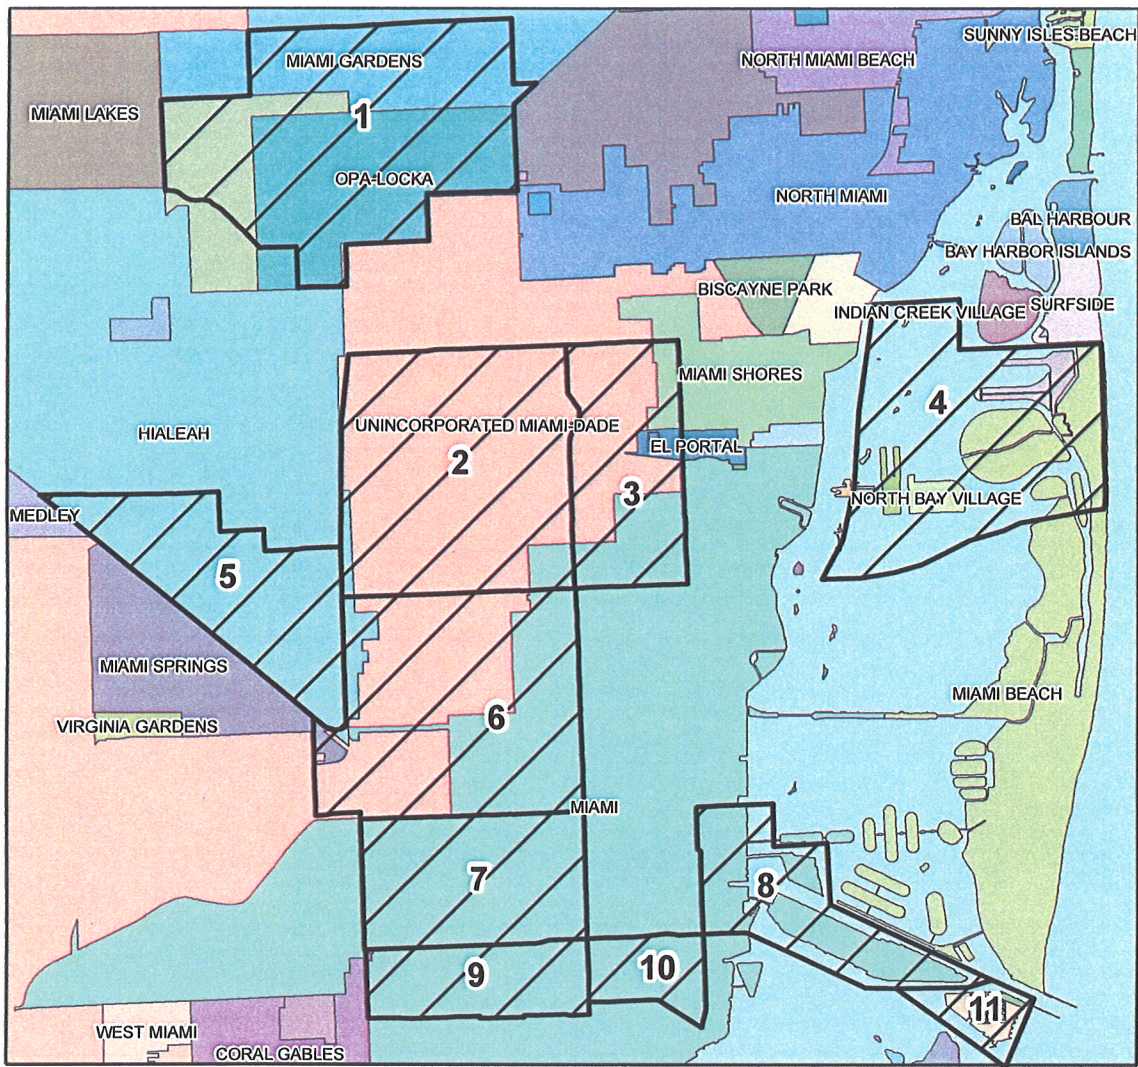 SUNNY ISLES BEACH
MIAMI GARDENS
NORTH MIAMI BEACH
MIAMI LAKES
1
OPA-LOCKA
NORTH MIAMI
BAL HARBOUR
BAY HARBOR ISLANDS
BISCAYNE PARK
INDIAN CREEK VILLAGE
SURFSIDE
MIAMI SHORES
4
UNINCORPORATED MIAMI-DADE
HIALEAH
EL PORTAL
2
3
NORTH BAY VILLAGE
MEDLEY
5
MIAMI SPRINGS
MIAMI BEACH
6
VIRGINIA GARDENS
MIAMI
7
8
9
10
11
WEST MIAMI
CORAL GABLES